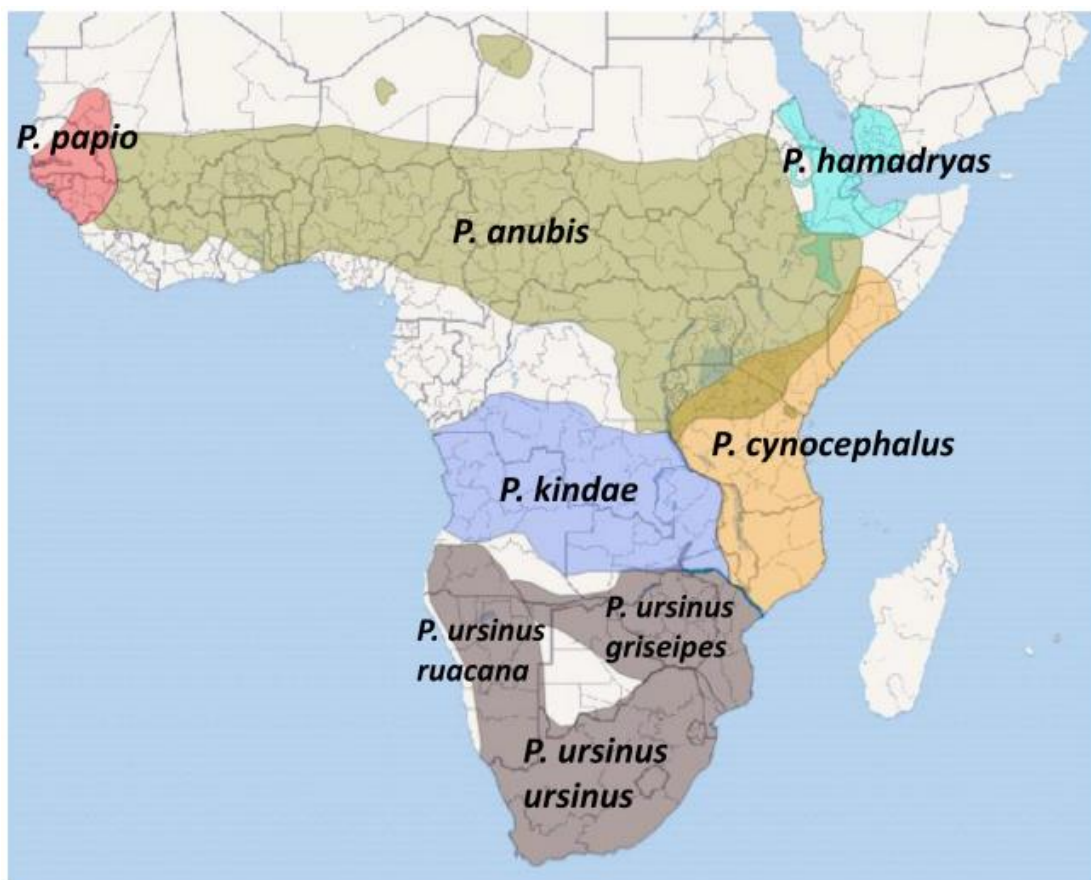 P. papio
P. hamadryas
P. anubis
P. cynocephalus
P. kindae
P. ursinus
griseipes
P. ursinus
ruacana
P. ursinus
ursinus